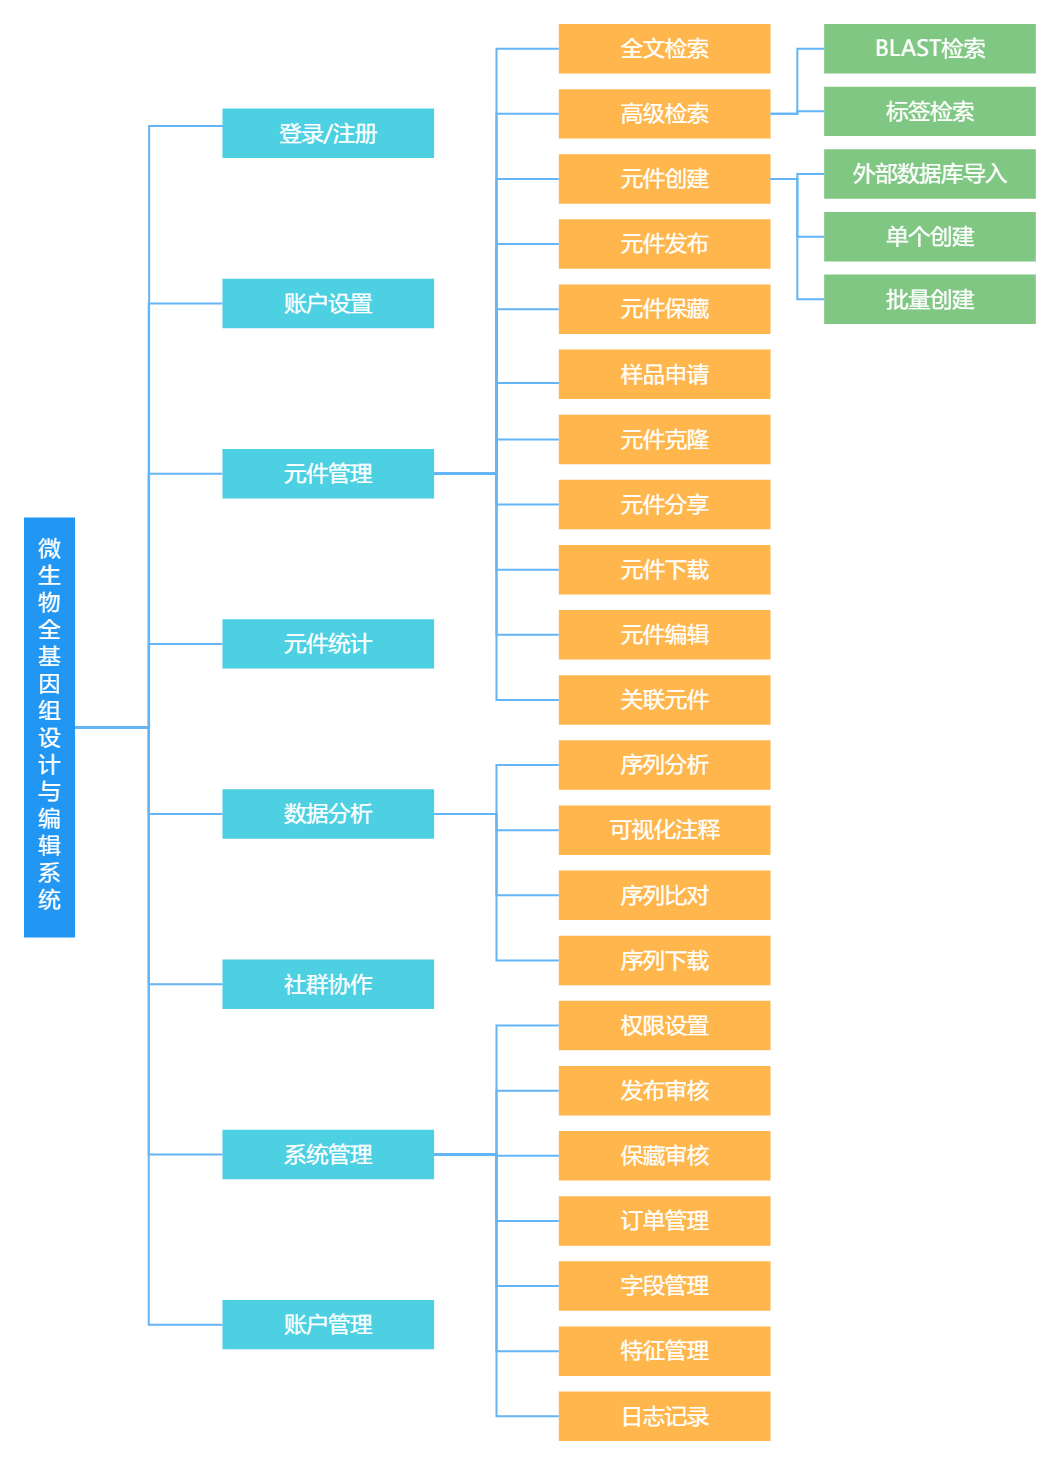 微生物全基因组设计与编辑系统
登录/注册
账户设置
元件管理
元件统计
数据分析
社群协作
系统管理
账户管理
全文检索
高级检索
元件创建
元件发布
元件保藏
样品申请
元件克隆
元件分享
元件下载
元件编辑
关联元件
序列分析
可视化注释
序列比对
序列下载
权限设置
发布审核
保藏审核
订单管理
字段管理
特征管理
日志记录
BLAST检索
标签检索
外部数据库导入
单个创建
批量创建